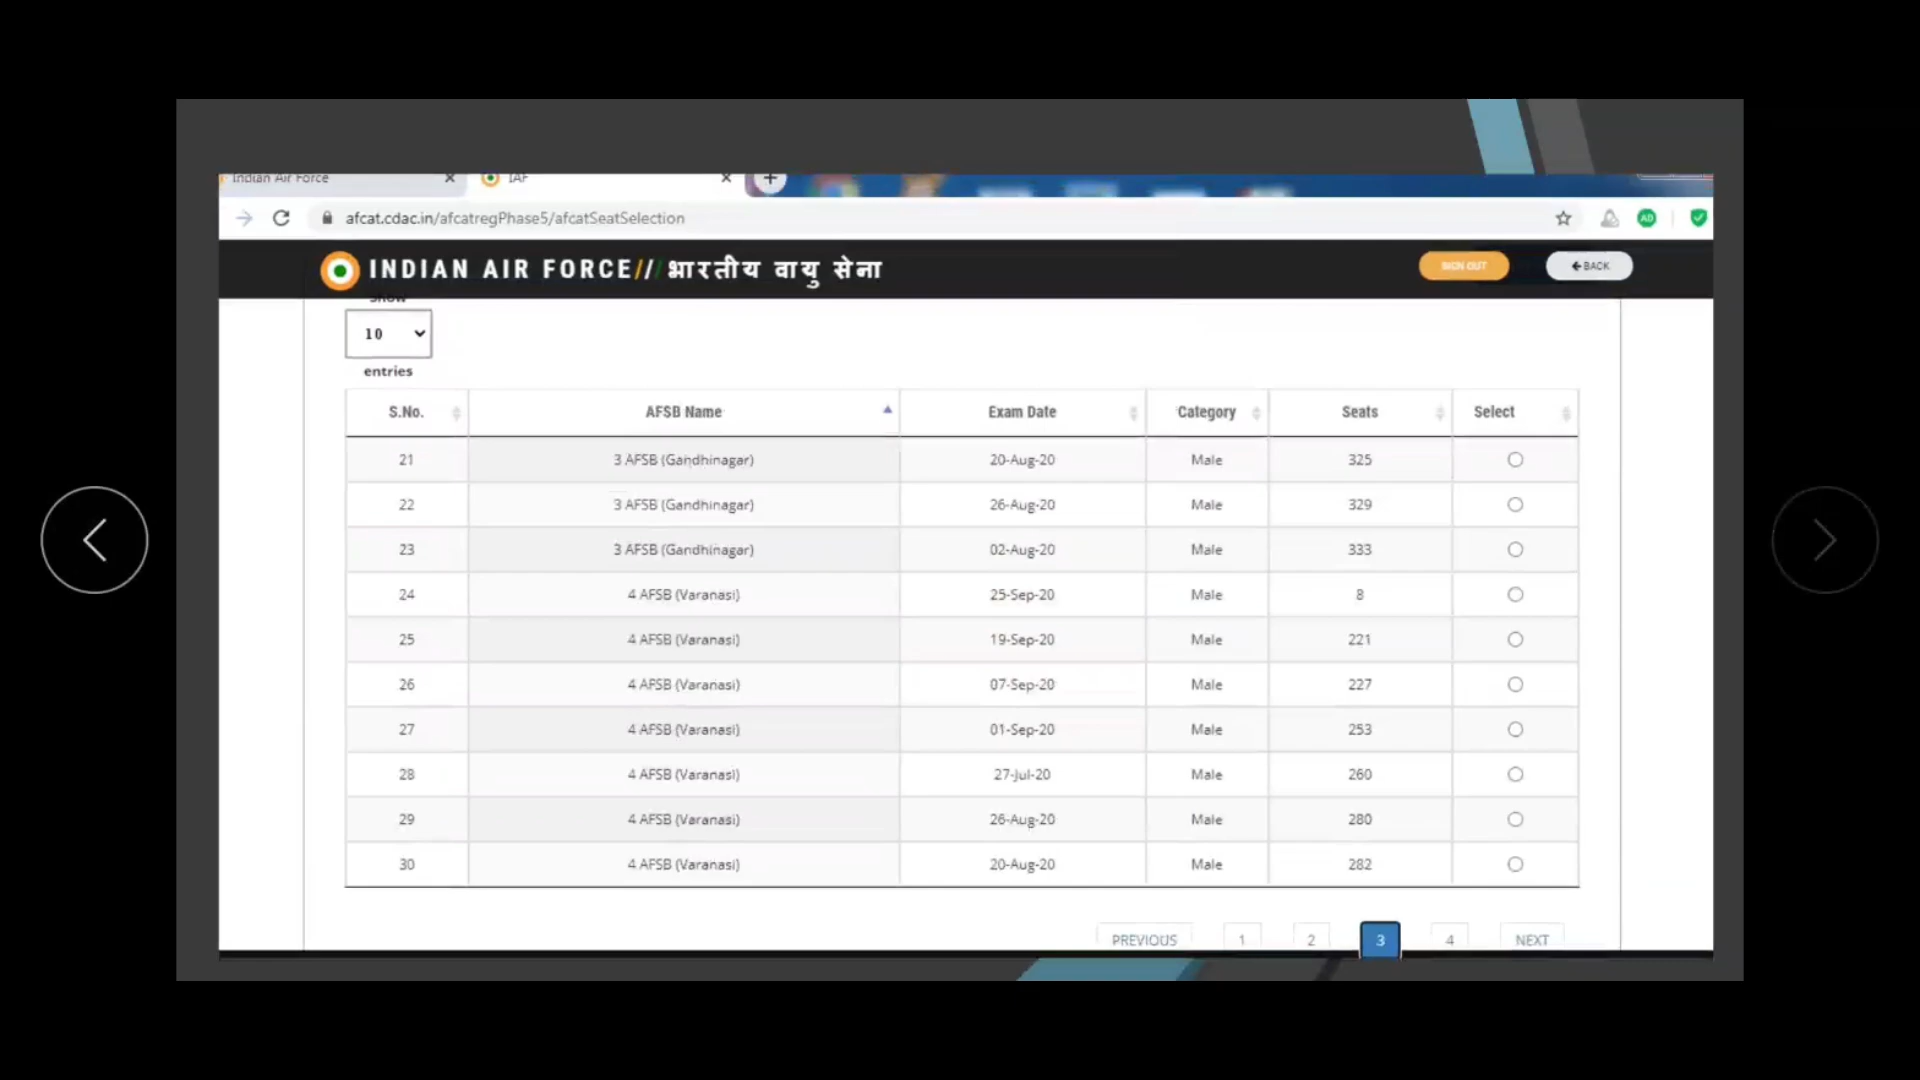 Indian Air Force
IAF
afcat.cdac.in/afcatregPhase5/afcatSeatSelection
INDIAN AIR FORCE// भारतीय वायु सेना
SIGN OUT
BACK
Show
10
entries
S.No. AFSB Name Exam Date Category Seats Select
21 3 AFSB (Gandhinagar) 20-Aug-20 Male 325
22 3 AFSB (Gandhinagar) 26-Aug-20 Male 329
23 3 AFSB (Gandhinagar) 02-Aug-20 Male 333
24 4 AFSB (Varanasi) 25-Sep-20 Male 8
25 4 AFSB (Varanasi) 19-Sep-20 Male 221
26 4 AFSB (Varanasi) 07-Sep-20 Male 227
27 4 AFSB (Varanasi) 01-Sep-20 Male 253
28 4 AFSB (Varanasi) 27-Jul-20 Male 260
29 4 AFSB (Varanasi) 26-Aug-20 Male 280
30 4 AFSB (Varanasi) 20-Aug-20 Male 282
PREVIOUS 1 2 3 4 NEXT